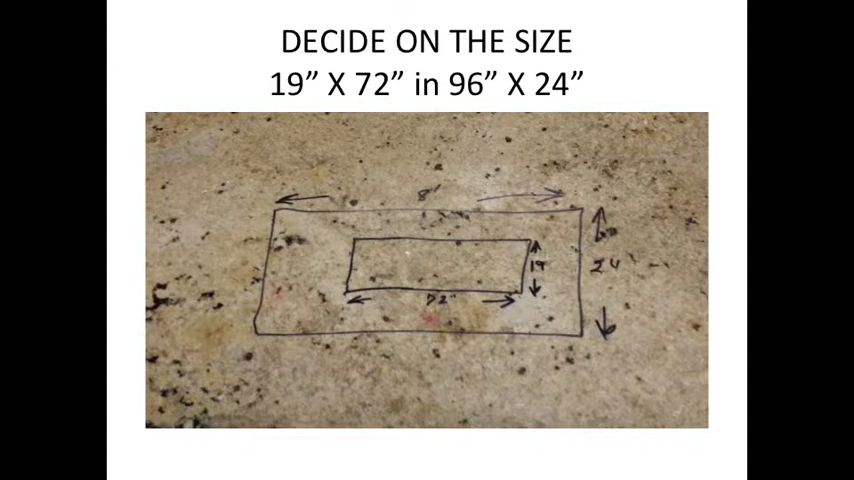 DECIDE ON THE SIZE
19” X 72” in 96” X 24”
8'
19
24"
72"